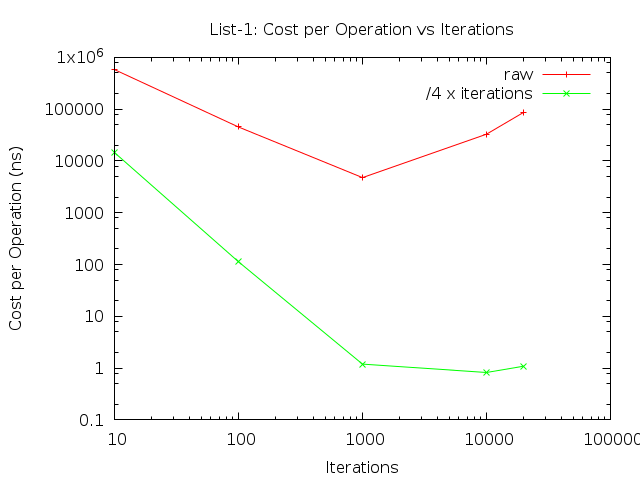 List-1: Cost per Operation vs Iterations
1x10^6
100000
10000
1000
100
10
1
0.1
Cost per Operation (ns)
raw
/4 x iterations
10 100 1000 10000 100000
Iterations